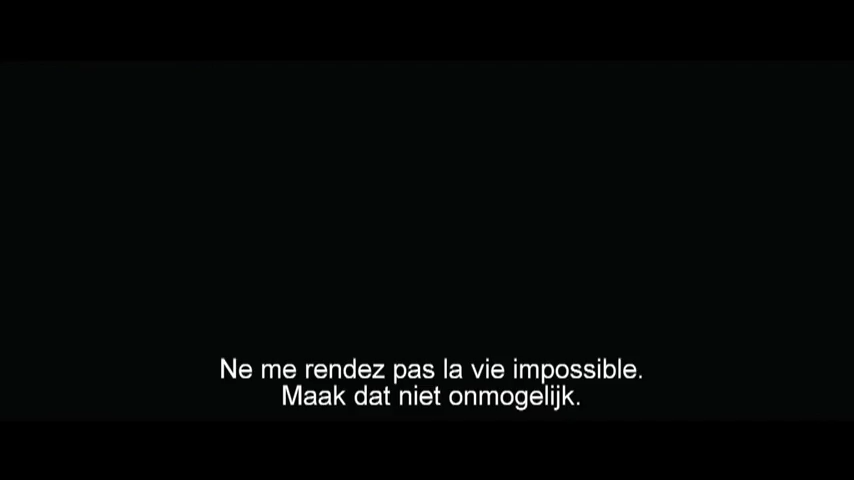 Ne me rendez pas la vie impossible.
Maak dat niet onmogelijk.